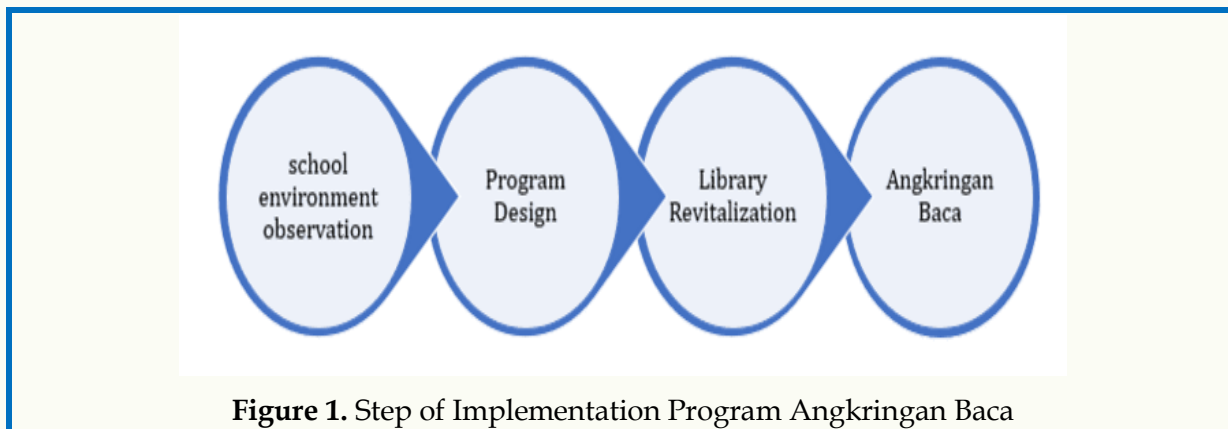 school
environment
observation
Program
Design
Library
Revitalization
Angkringan
Baca
Figure 1. Step of Implementation Program Angkringan Baca